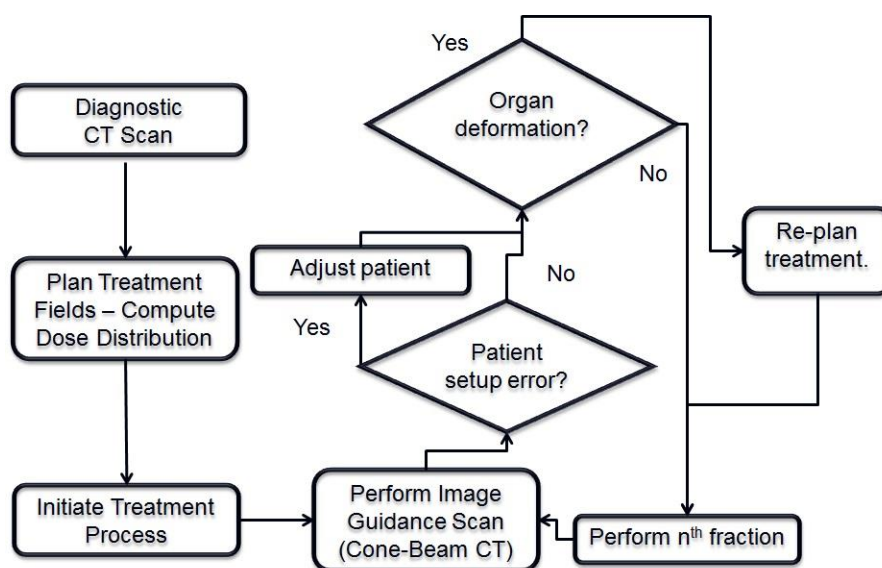 Diagnostic
CT Scan
Plan Treatment
Fields – Compute
Dose Distribution
Initiate Treatment
Process
Perform Image
Guidance Scan
(Cone-Beam CT)
Patient
setup error?
Yes
No
Adjust patient
Organ
deformation?
Yes
No
Re-plan
treatment.
Perform nth fraction